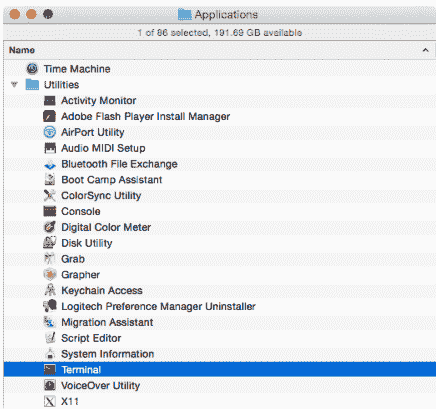 Applications
1 of 86 selected, 191.69 GB available
Name
Time Machine
Utilities
Activity Monitor
Adobe Flash Player Install Manager
AirPort Utility
Audio MIDI Setup
Bluetooth File Exchange
Boot Camp Assistant
ColorSync Utility
Console
Digital Color Meter
Disk Utility
Grab
Grapher
Keychain Access
Logitech Preference Manager Uninstaller
Migration Assistant
Script Editor
System Information
Terminal
VoiceOver Utility
X11